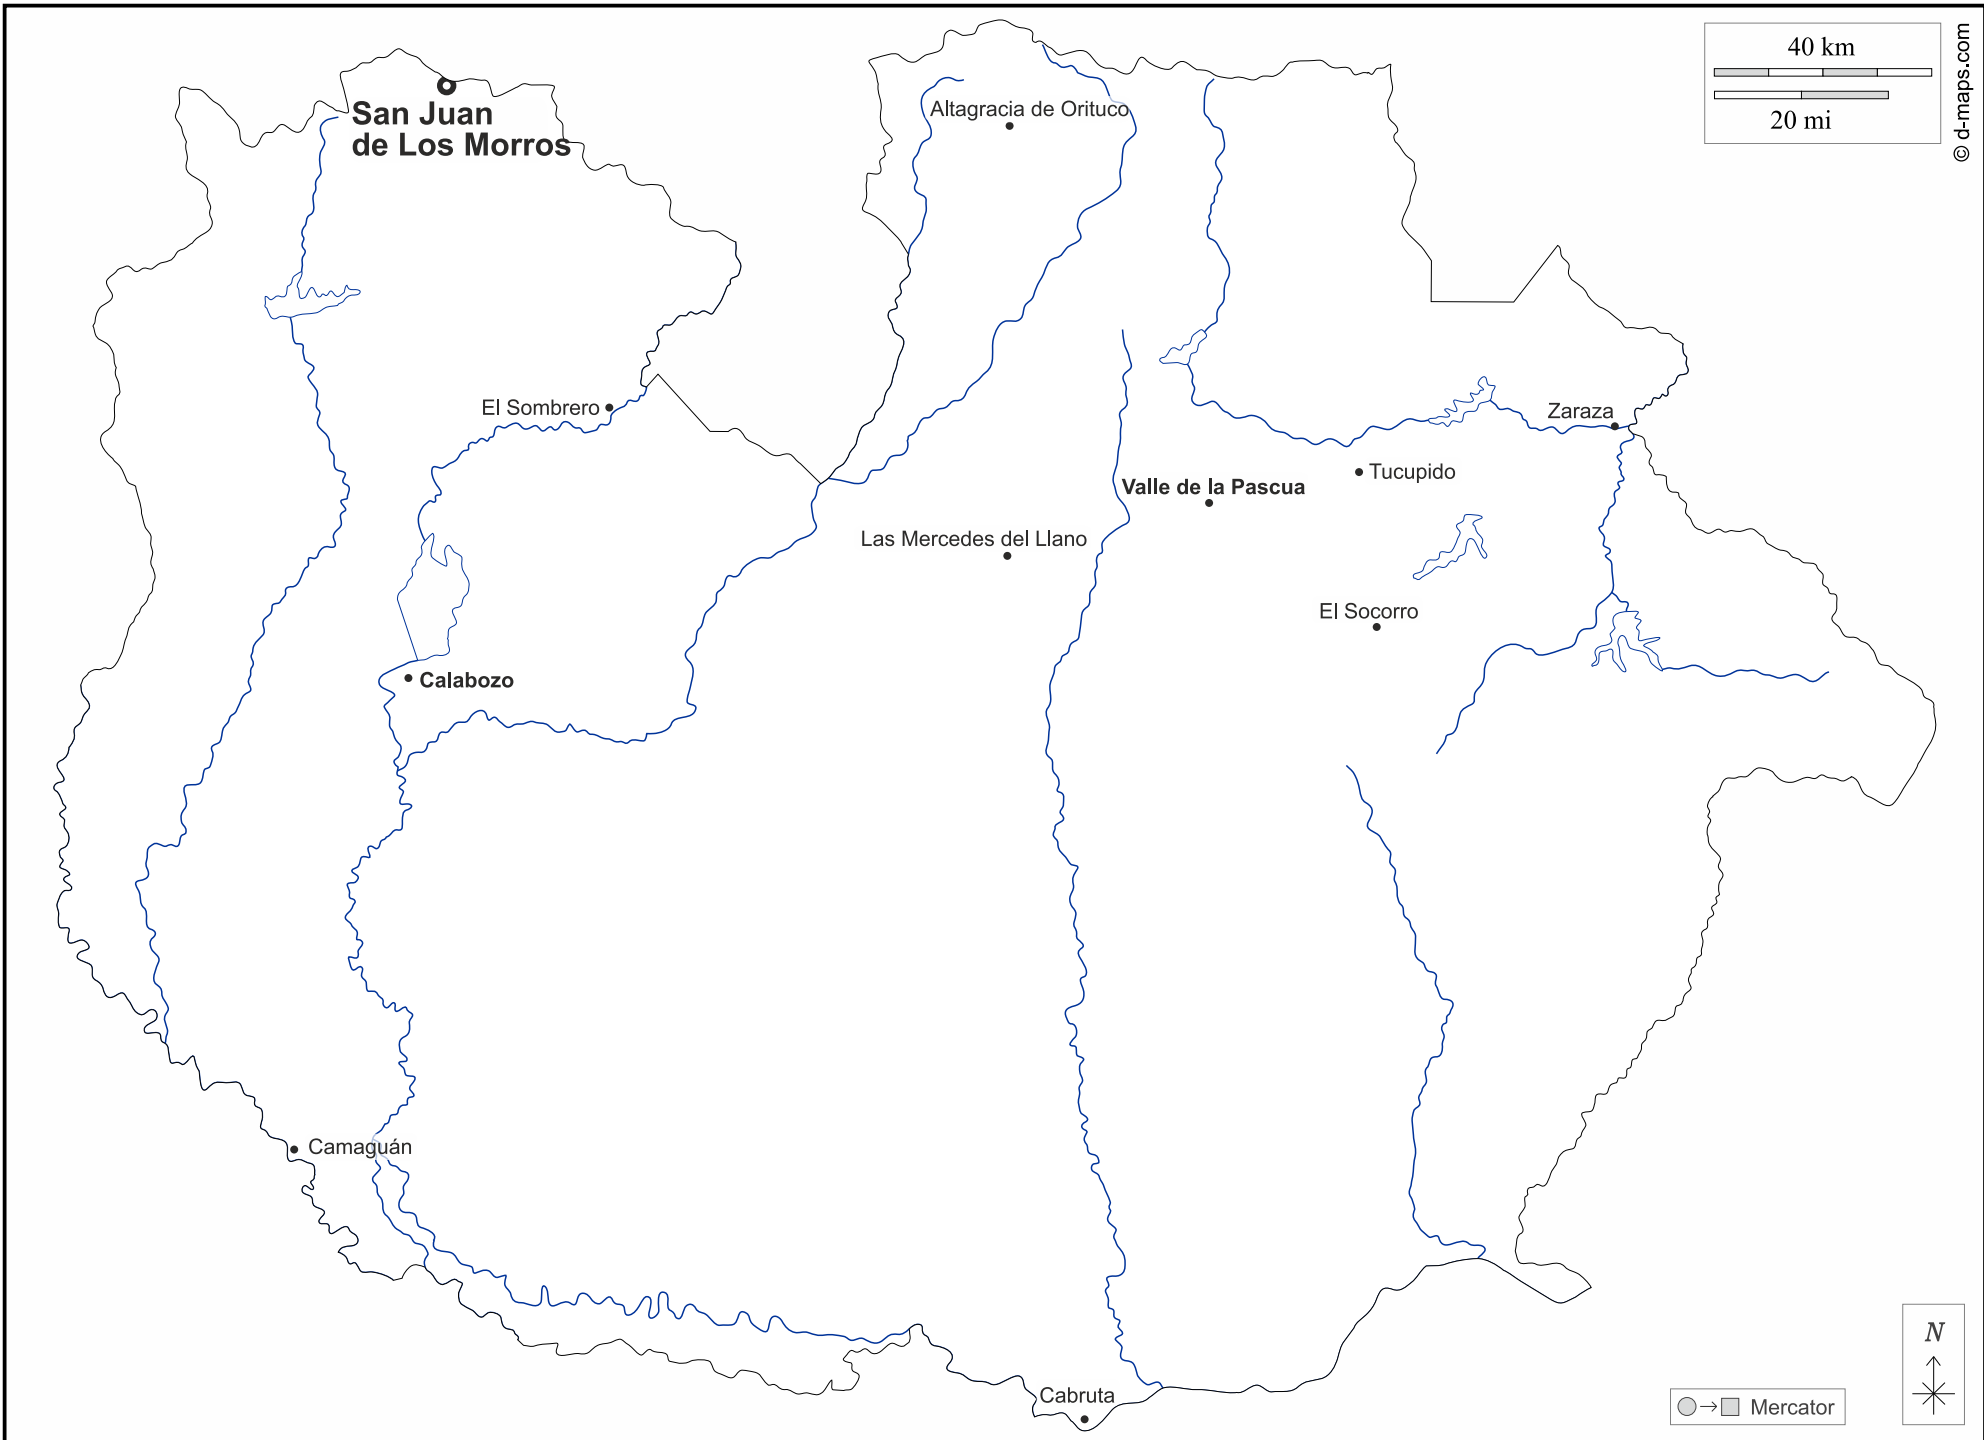 40 km
20 mi
© d-maps.com
San Juan
de Los Morros
Altagracia de Orituco
El Sombrero
Zaraza
Tucupido
Valle de la Pascua
Las Mercedes del Llano
El Socorro
Calabozo
Camaguán
Cabruta
N
Mercator